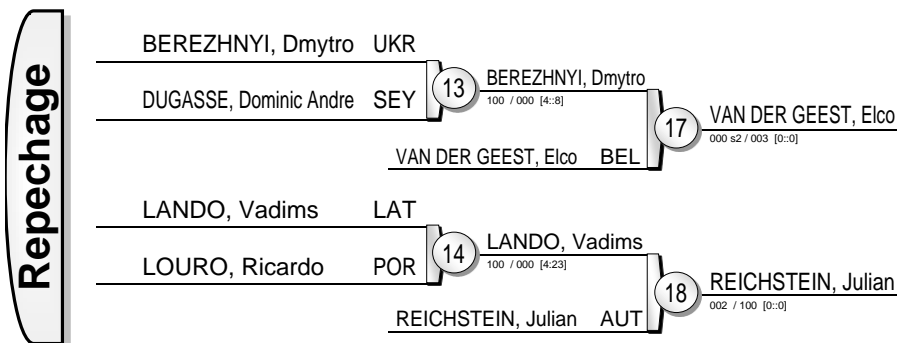 Repechage
BEREZHNYI, Dmytro UKR
DUGASSE, Dominic Andre SEY
13
BEREZHNYI, Dmytro
100 / 000 [4::8]
VAN DER GEEST, Elco BEL
17
VAN DER GEEST, Elco
000 s2 / 003 [0::0]
LANDO, Vadims LAT
LOURO, Ricardo POR
14
LANDO, Vadims
100 / 000 [4:23]
REICHSTEIN, Julian AUT
18
REICHSTEIN, Julian
002 / 100 [0::0]